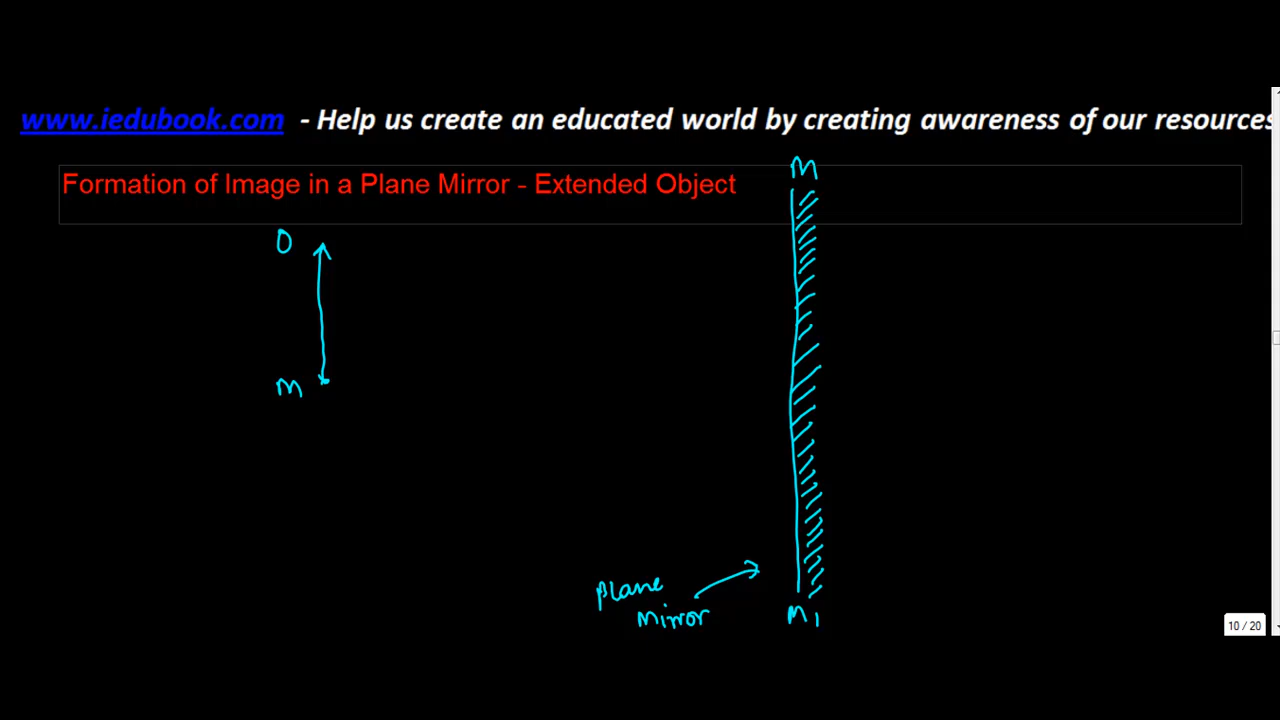 www.iedubook.com - Help us create an educated world by creating awareness of our resources
M
Formation of Image in a Plane Mirror - Extended Object
O
M
Plane
Mirror
M1
10 / 20